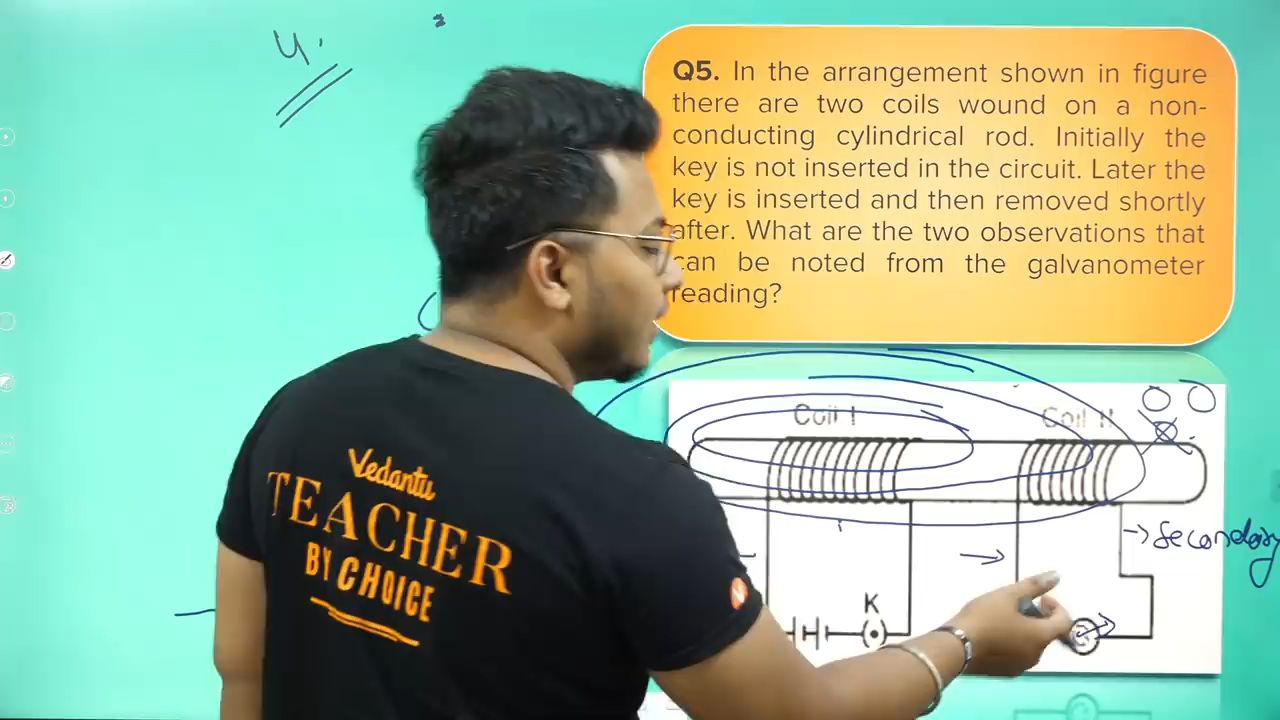 4.
Q5. In the arrangement shown in figure
there are two coils wound on a non-
conducting cylindrical rod. Initially the
key is not inserted in the circuit. Later the
key is inserted and then removed shortly
after. What are the two observations that
can be noted from the galvanometer
reading?
Coil I
Coil II
→ Secondary
K
G
Vedantu
TEACHER
BY CHOICE